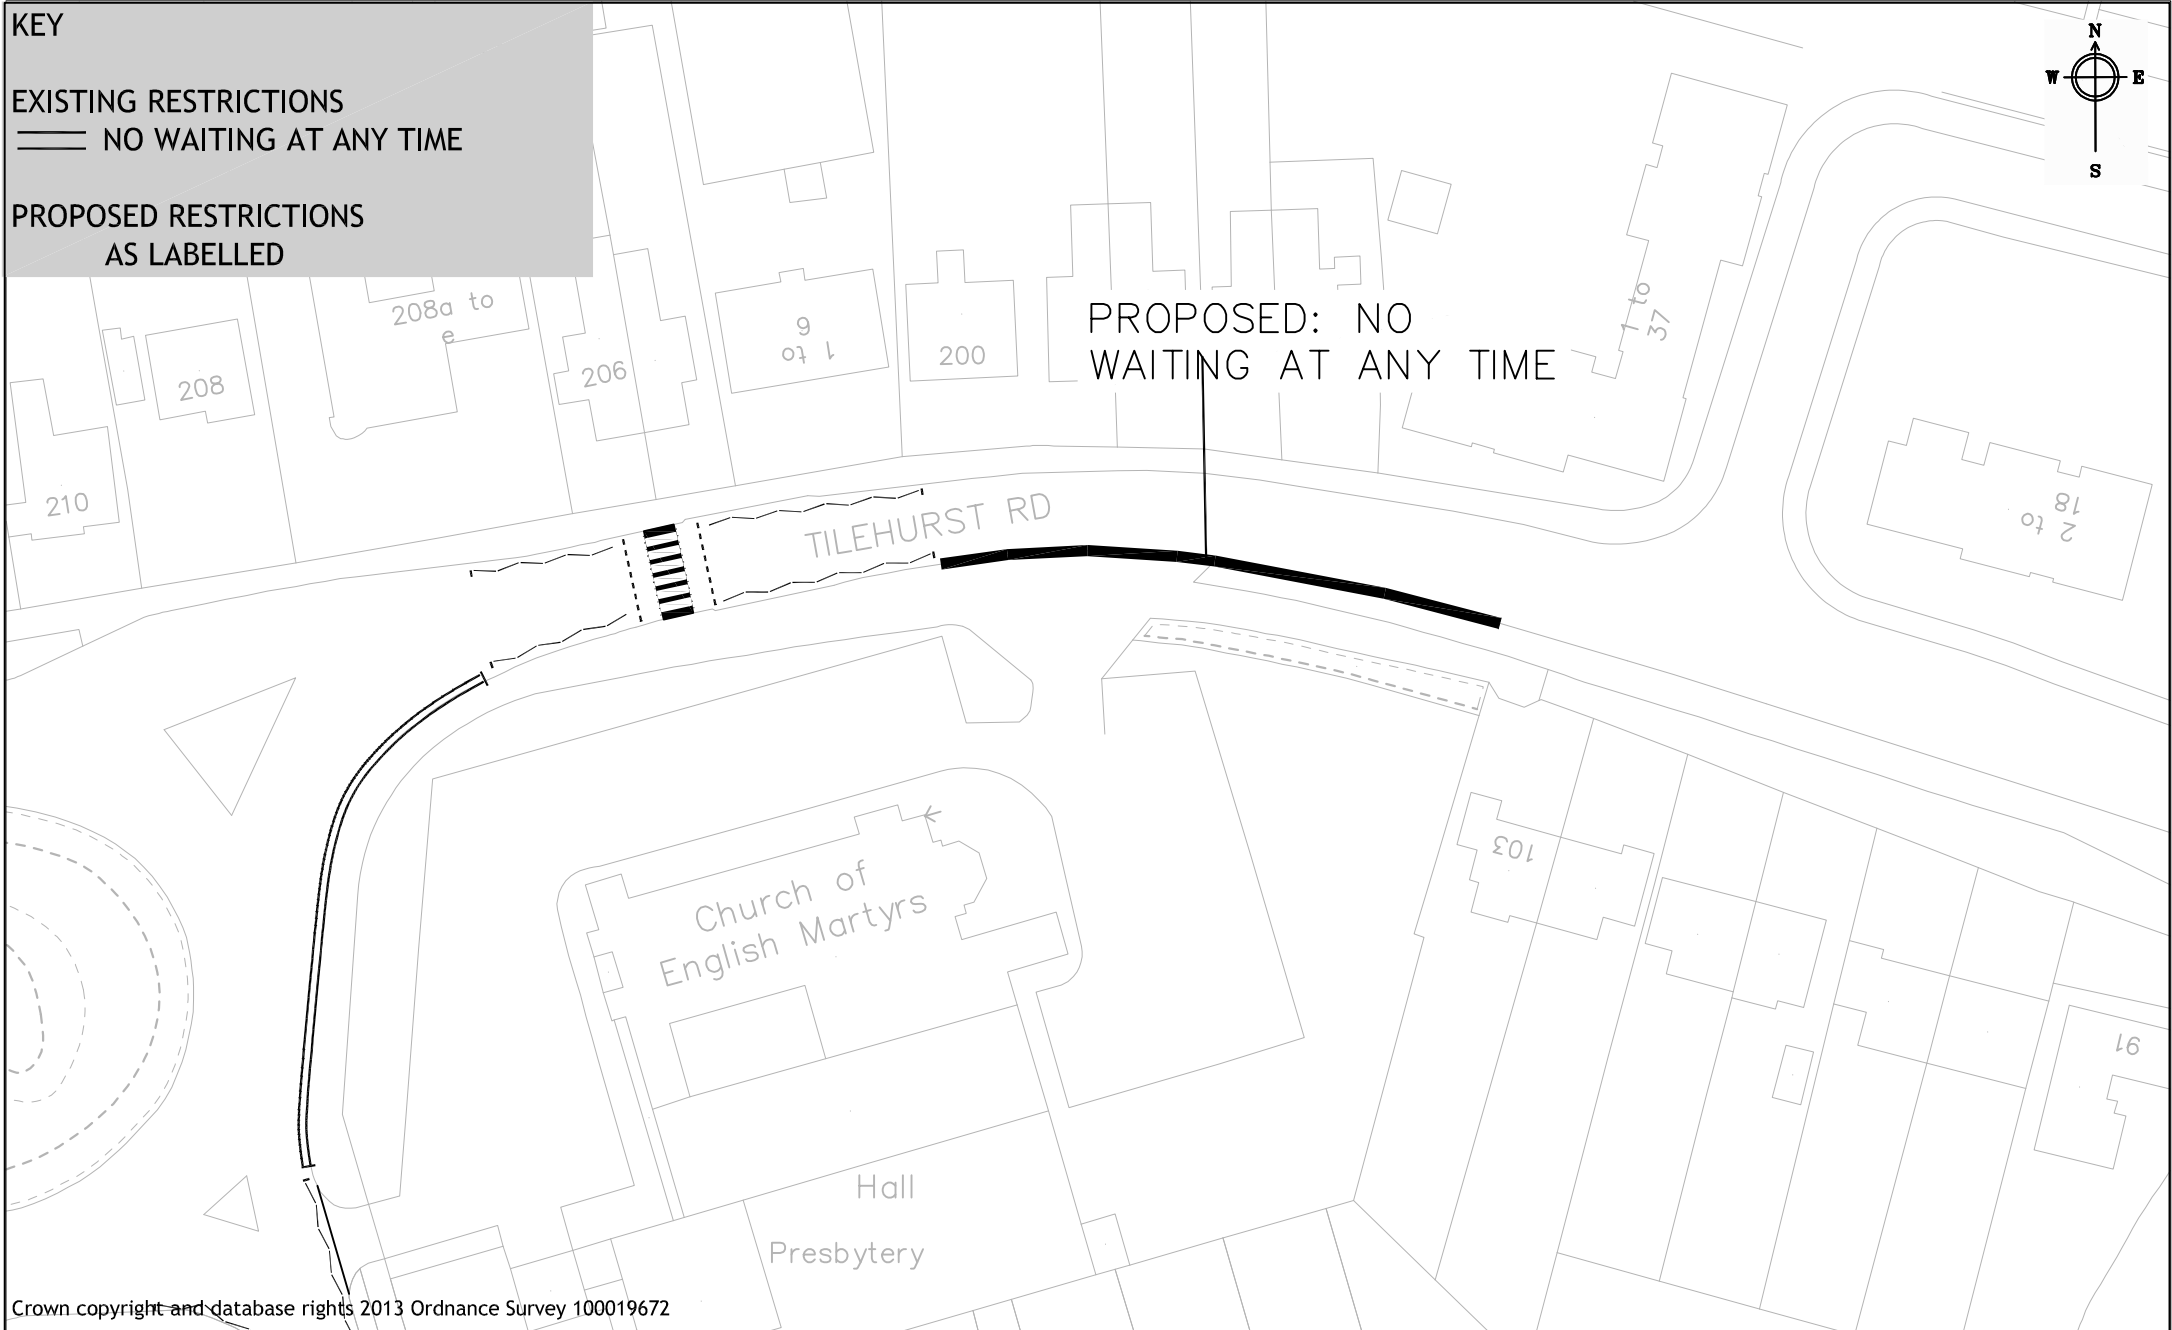 KEY
EXISTING RESTRICTIONS
NO WAITING AT ANY TIME
PROPOSED RESTRICTIONS
AS LABELLED
N
W E
S
208a to
e
208
206
210
1 to
6
200
PROPOSED: NO
WAITING AT ANY TIME
1 to
37
2 to
18
TILEHURST RD
103
Church of
English Martyrs
91
Hall
Presbytery
Crown copyright and database rights 2013 Ordnance Survey 100019672